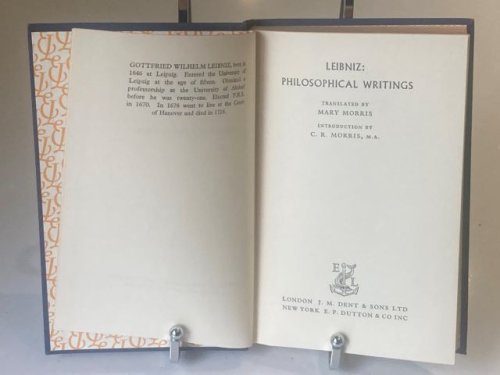 GOTTFRIED WILHELM LEIBNIZ, born in
1646 at Leipzig. Entered the University of
Leipzig at the age of fifteen. Obtained a
professorship at the University of Altdorf
before he was twenty-one. Elected F.R.S.
in 1670. In 1676 went to live at the Court
of Hanover and died in 1716.
LEIBNIZ:
PHILOSOPHICAL WRITINGS
TRANSLATED BY
MARY MORRIS
INTRODUCTION BY
C. R. MORRIS, M.A.
E L
LONDON J. M. DENT & SONS LTD
NEW YORK E. P. DUTTON & CO INC